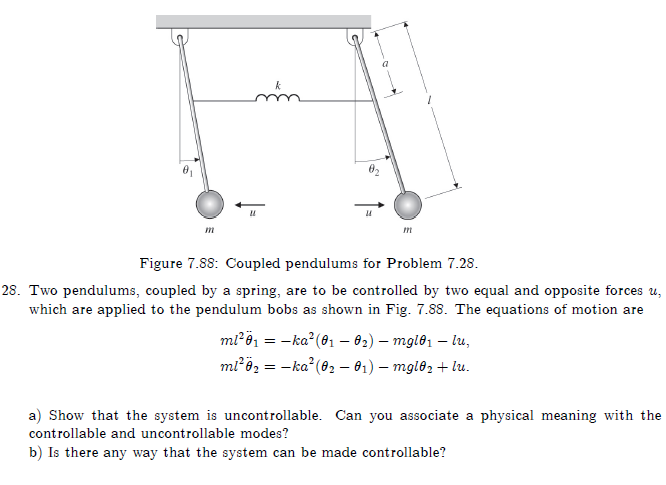 k
a
l
θ₁
θ₂
u
u
m
m
Figure 7.88: Coupled pendulums for Problem 7.28.
28. Two pendulums, coupled by a spring, are to be controlled by two equal and opposite forces u,
which are applied to the pendulum bobs as shown in Fig. 7.88. The equations of motion are
ml²θ̈₁ = −ka²(θ₁ − θ₂) − mglθ₁ − lu,
ml²θ̈₂ = −ka²(θ₂ − θ₁) − mglθ₂ + lu.
a) Show that the system is uncontrollable. Can you associate a physical meaning with the
controllable and uncontrollable modes?
b) Is there any way that the system can be made controllable?